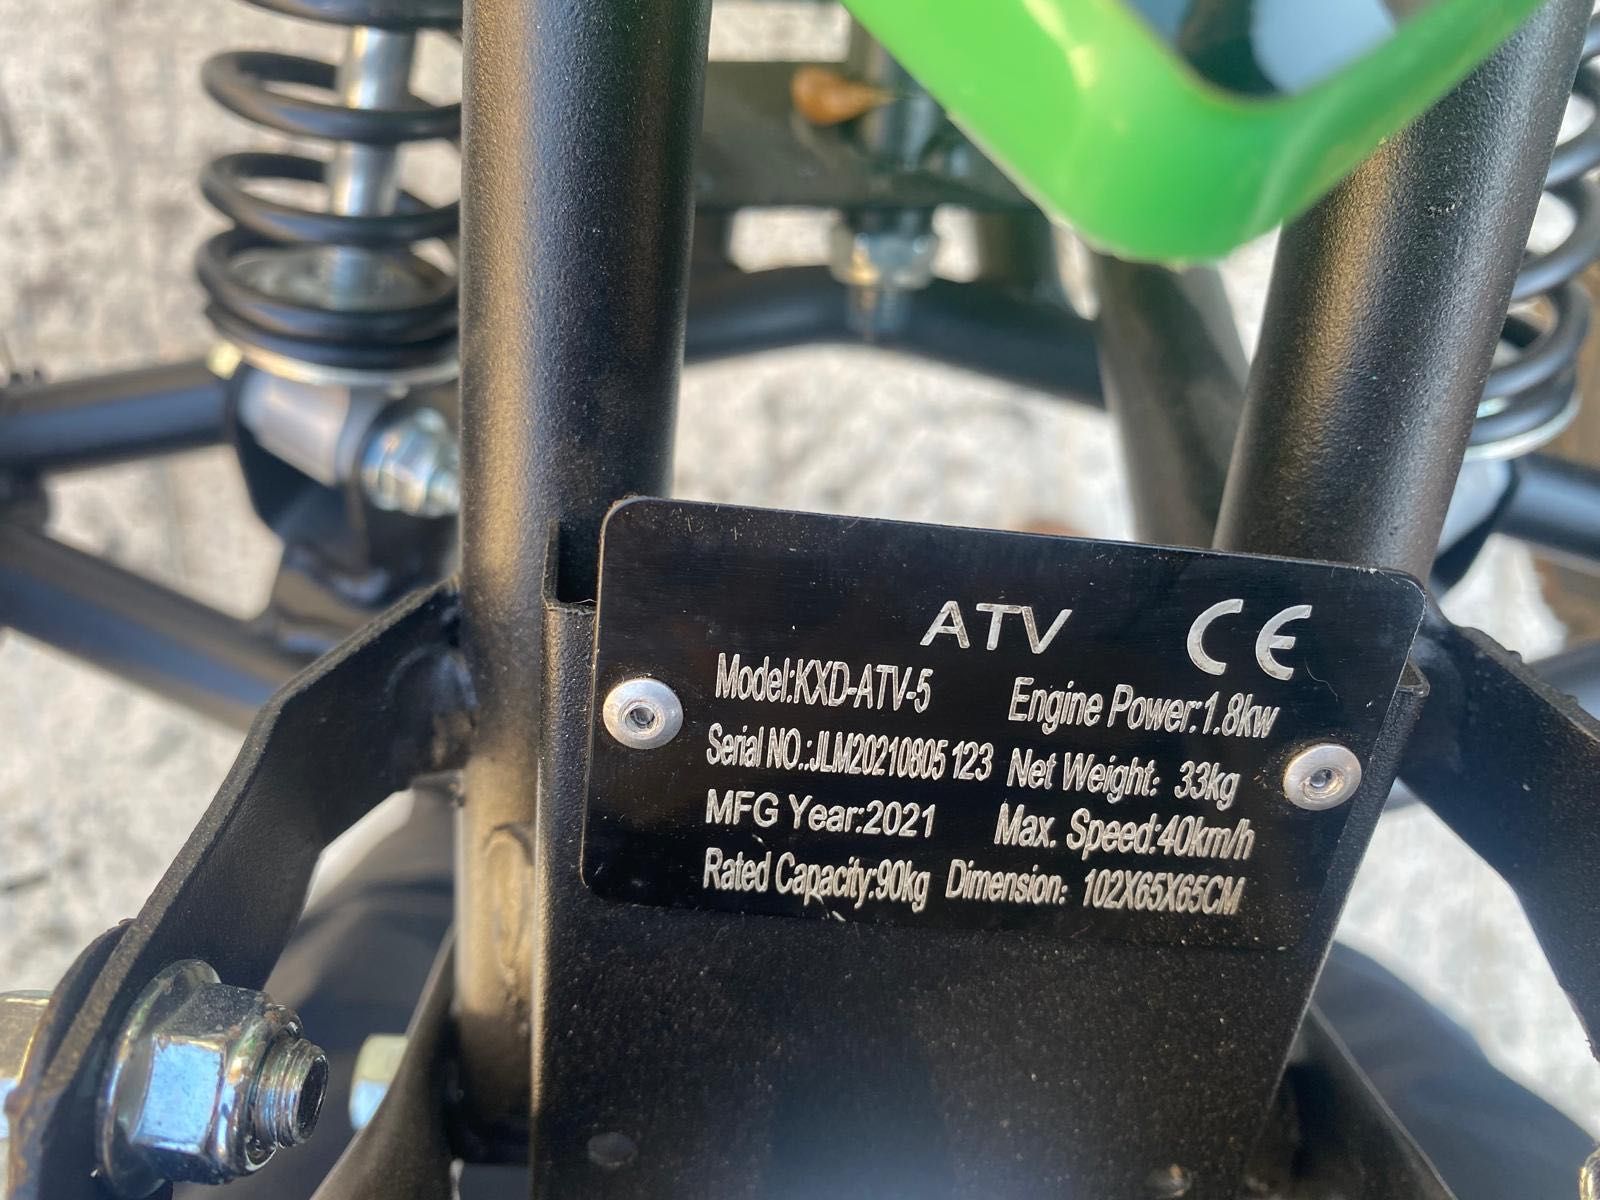 ATV CE
Model:KXD-ATV-5 Engine Power:1.8kw
Serial NO.:JLM20210805 123 Net Weight: 33kg
MFG Year:2021 Max. Speed:40km/h
Rated Capacity:90kg Dimension: 102X65X65CM